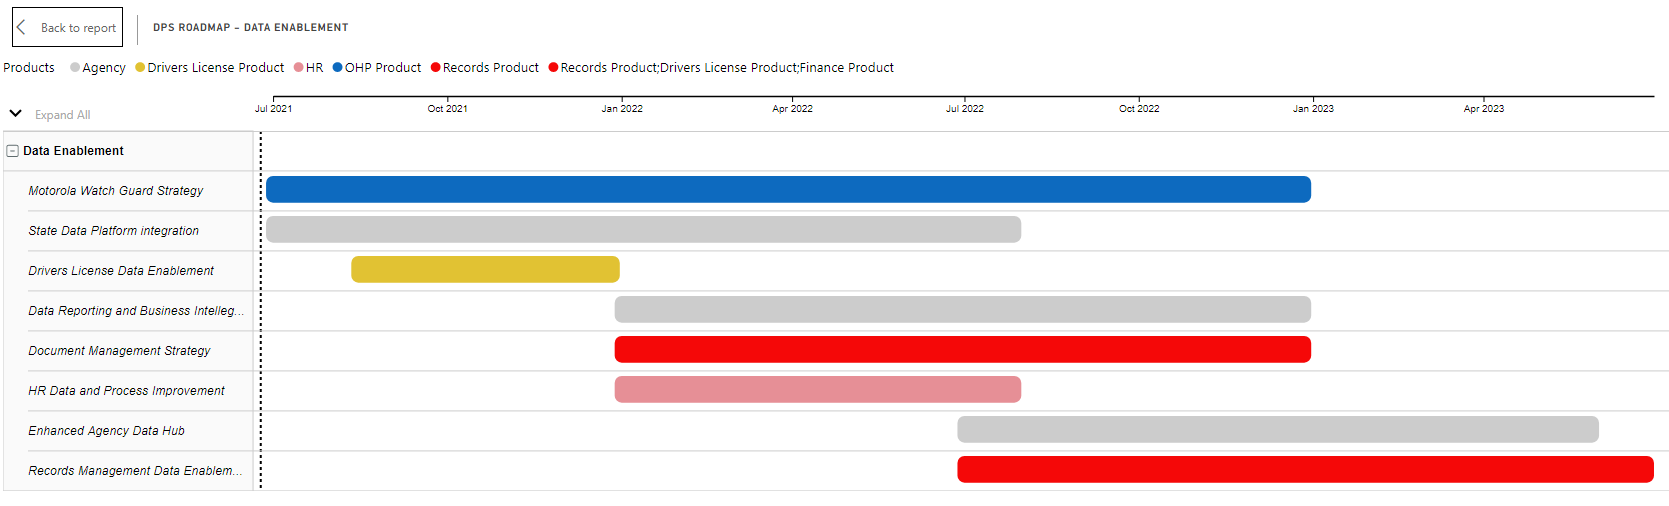 Back to report
DPS ROADMAP – DATA ENABLEMENT
Products Agency Drivers License Product HR OHP Product Records Product Records Product;Drivers License Product;Finance Product
Expand All
Jul 2021 Oct 2021 Jan 2022 Apr 2022 Jul 2022 Oct 2022 Jan 2023 Apr 2023
Data Enablement
Motorola Watch Guard Strategy
State Data Platform integration
Drivers License Data Enablement
Data Reporting and Business Intelleg...
Document Management Strategy
HR Data and Process Improvement
Enhanced Agency Data Hub
Records Management Data Enablem...